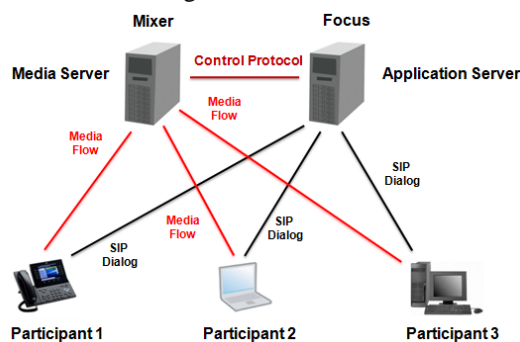 Mixer
Focus
Control Protocol
Media Server
Application Server
Media
Flow
Media
Flow
SIP
Dialog
Media
Flow
SIP
Dialog
SIP
Dialog
Participant 1
Participant 2
Participant 3